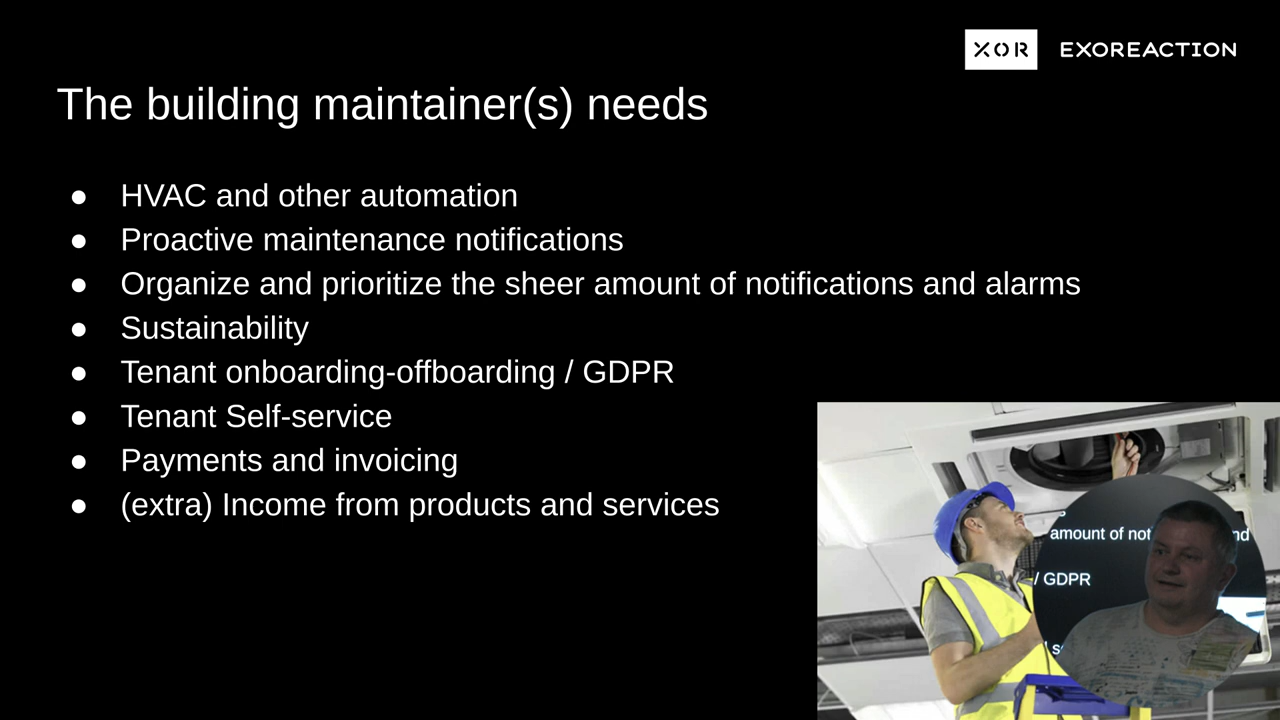 XOR EXOREACTION
The building maintainer(s) needs
● HVAC and other automation
● Proactive maintenance notifications
● Organize and prioritize the sheer amount of notifications and alarms
● Sustainability
● Tenant onboarding-offboarding / GDPR
● Tenant Self-service
● Payments and invoicing
● (extra) Income from products and services
amount of not nd
/ GDPR